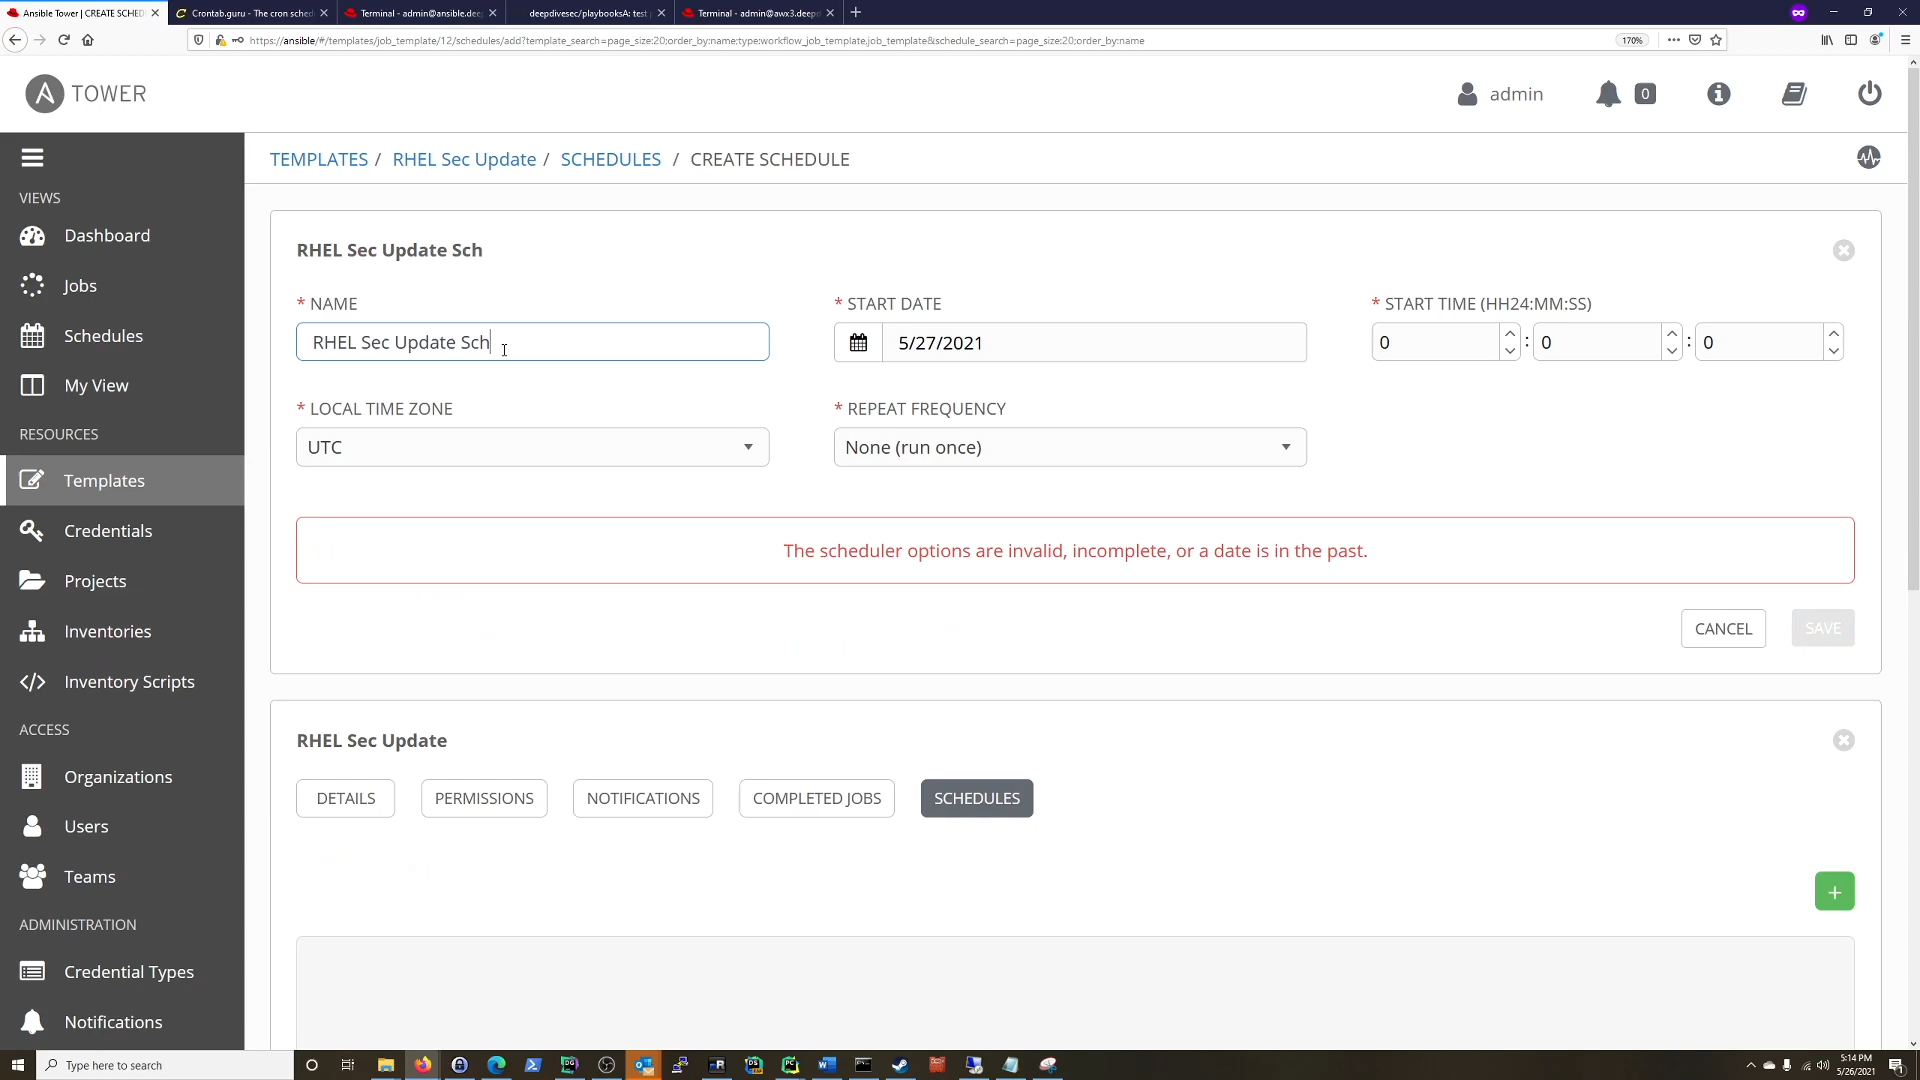 Ansible Tower | CREATE SCHED
Crontab.guru - The cron sched
Terminal - admin@ansible.dee
deepdivesec/playbooksA: test
Terminal - admin@awx3.deepd
https://ansible/#/templates/job_template/12/schedules/add?template_search=page_size:20;order_by:name;type:workflow_job_template,job_template&schedule_search=page_size:20;order_by:name
170%
TOWER
admin
0
TEMPLATES / RHEL Sec Update / SCHEDULES / CREATE SCHEDULE
VIEWS
Dashboard
Jobs
Schedules
My View
RESOURCES
Templates
Credentials
Projects
Inventories
Inventory Scripts
ACCESS
Organizations
Users
Teams
ADMINISTRATION
Credential Types
Notifications
RHEL Sec Update Sch
* NAME
RHEL Sec Update Sch
* START DATE
5/27/2021
* START TIME (HH24:MM:SS)
0 : 0 : 0
* LOCAL TIME ZONE
UTC
* REPEAT FREQUENCY
None (run once)
The scheduler options are invalid, incomplete, or a date is in the past.
CANCEL
SAVE
RHEL Sec Update
DETAILS
PERMISSIONS
NOTIFICATIONS
COMPLETED JOBS
SCHEDULES
+
Type here to search
5:14 PM
5/26/2021